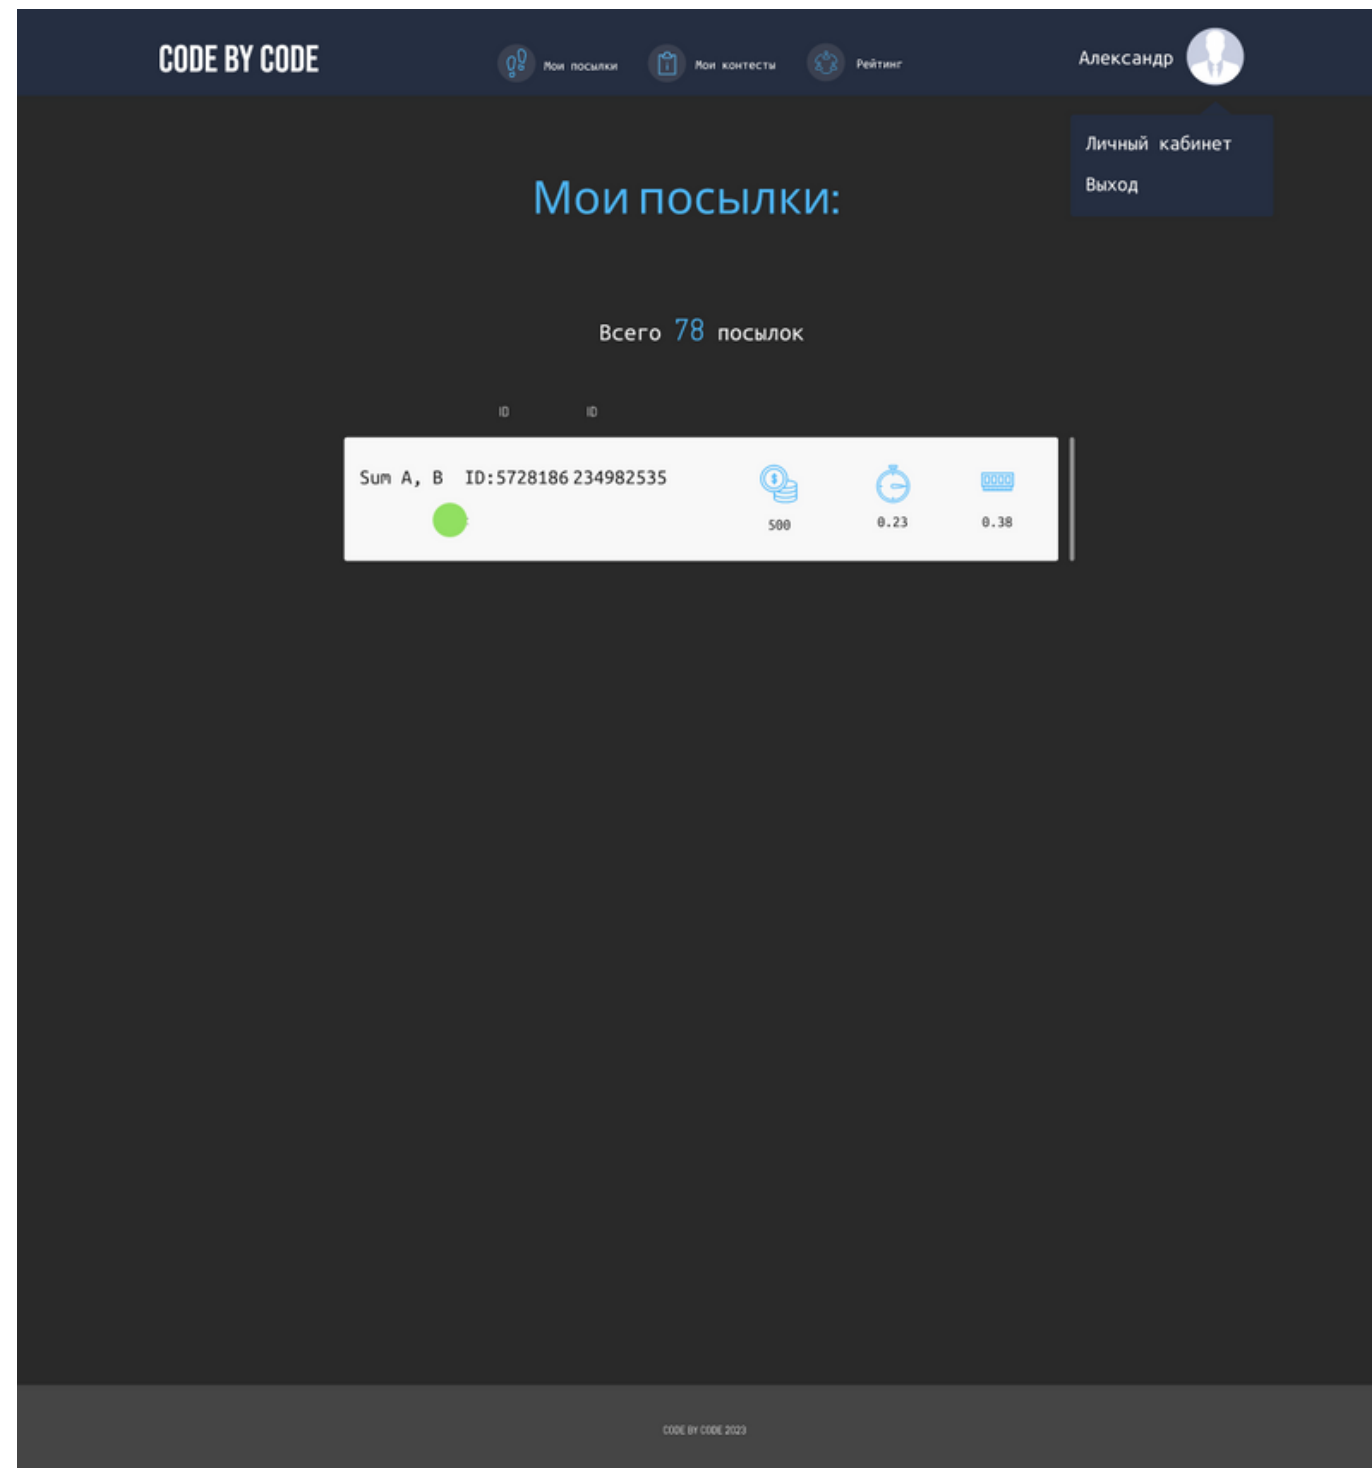 CODE BY CODE
Мои посылки
Мои контесты
Рейтинг
Александр
Личный кабинет
Выход
Мои посылки:
Всего 78 посылок
ID ID
Sum A, B ID:5728186 234982535
500 0.23 0.38
CODE BY CODE 2023